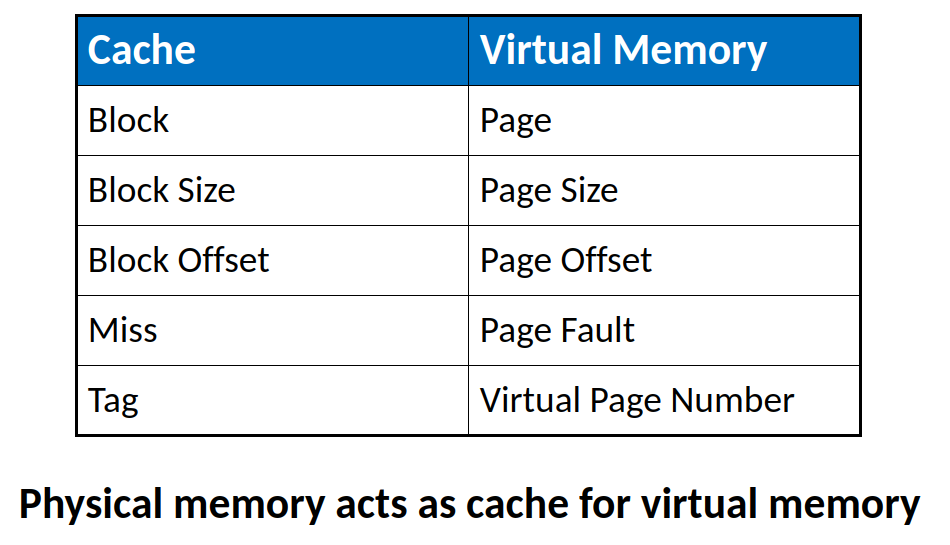 Cache Virtual Memory
Block Page
Block Size Page Size
Block Offset Page Offset
Miss Page Fault
Tag Virtual Page Number
Physical memory acts as cache for virtual memory